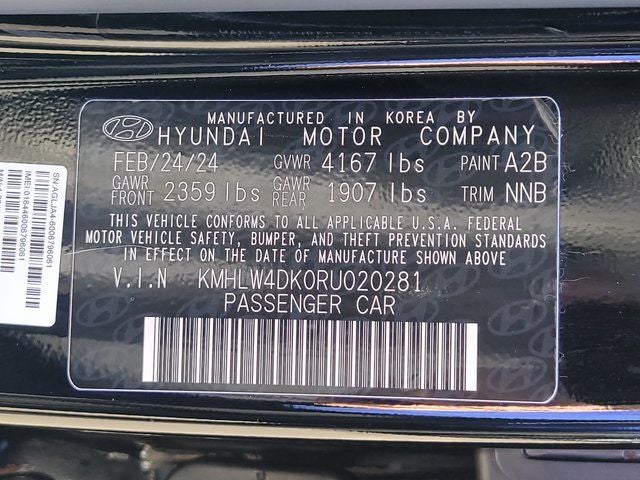 MANUFACTURED IN KOREA BY
HYUNDAI MOTOR COMPANY
FEB/24/24 GVWR 4167 lbs PAINT A2B
GAWR FRONT 2359 lbs GAWR REAR 1907 lbs TRIM NNB
THIS VEHICLE CONFORMS TO ALL APPLICABLE U.S.A. FEDERAL
MOTOR VEHICLE SAFETY, BUMPER, AND THEFT PREVENTION STANDARDS
IN EFFECT ON THE DATE OF MANUFACTURE SHOWN ABOVE
V.I.N KMHLW4DK0RU020281
PASSENGER CAR